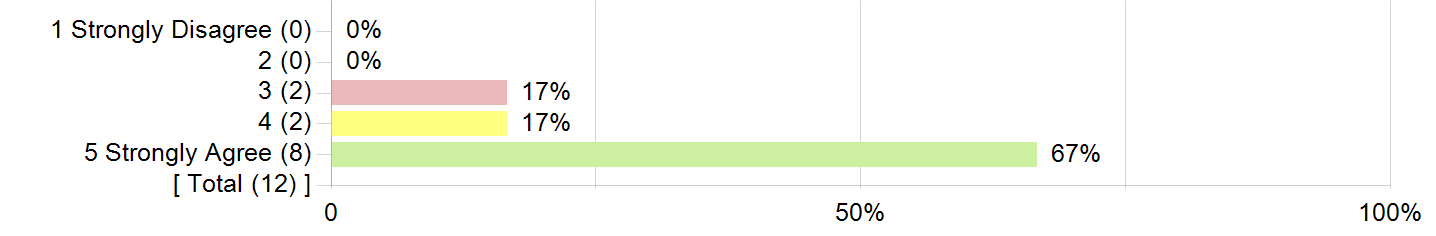 1 Strongly Disagree (0) 0%
2 (0) 0%
3 (2) 17%
4 (2) 17%
5 Strongly Agree (8) 67%
[ Total (12) ]
0 50% 100%